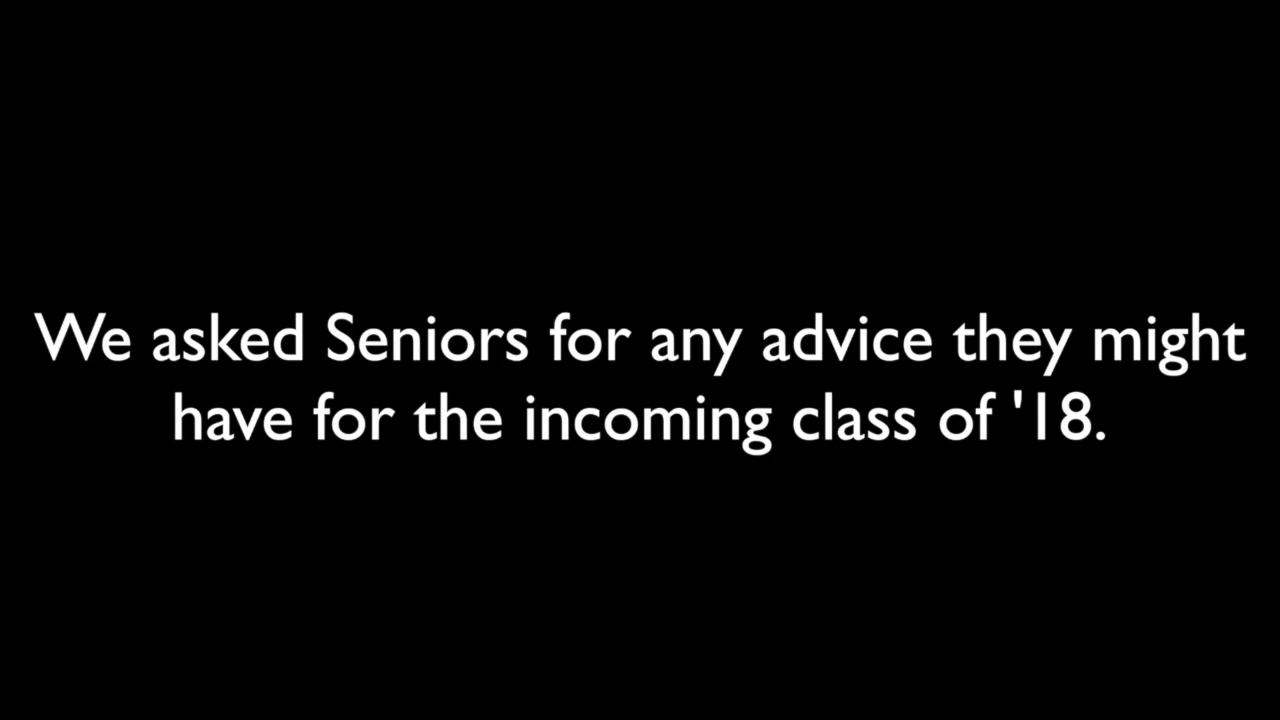 We asked Seniors for any advice they might
have for the incoming class of '18.